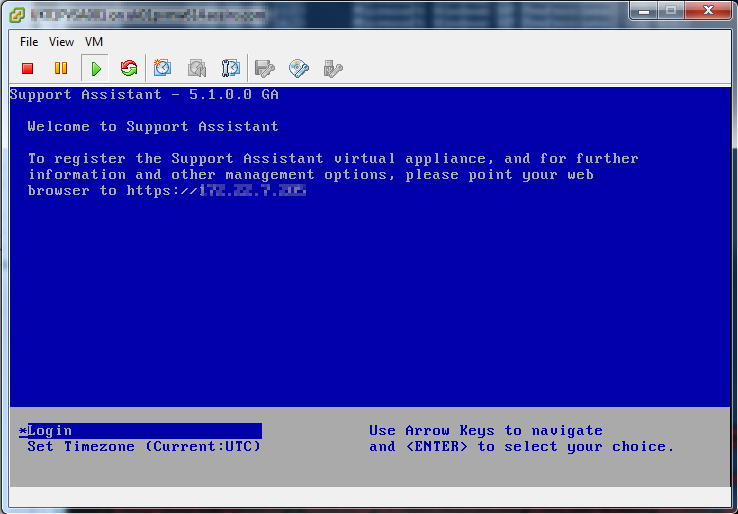 File View VM
Support Assistant - 5.1.0.0 GA
Welcome to Support Assistant
To register the Support Assistant virtual appliance, and for further
information and other management options, please point your web
browser to https://
*Login
Set Timezone (Current:UTC)
Use Arrow Keys to navigate
and <ENTER> to select your choice.